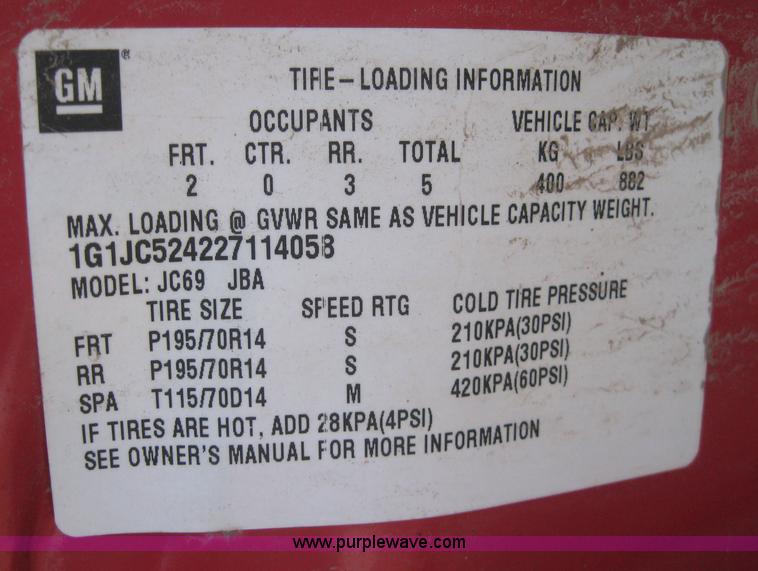 GM®
TIRE-LOADING INFORMATION
OCCUPANTS VEHICLE CAP. WT
FRT. CTR. RR. TOTAL KG LBS
2 0 3 5 400 882
MAX. LOADING @ GVWR SAME AS VEHICLE CAPACITY WEIGHT.
1G1JC524227114058
MODEL: JC69 JBA
TIRE SIZE SPEED RTG COLD TIRE PRESSURE
FRT P195/70R14 S 210KPA(30PSI)
RR P195/70R14 S 210KPA(30PSI)
SPA T115/70D14 M 420KPA(60PSI)
IF TIRES ARE HOT, ADD 28KPA(4PSI)
SEE OWNER'S MANUAL FOR MORE INFORMATION
www.purplewave.com